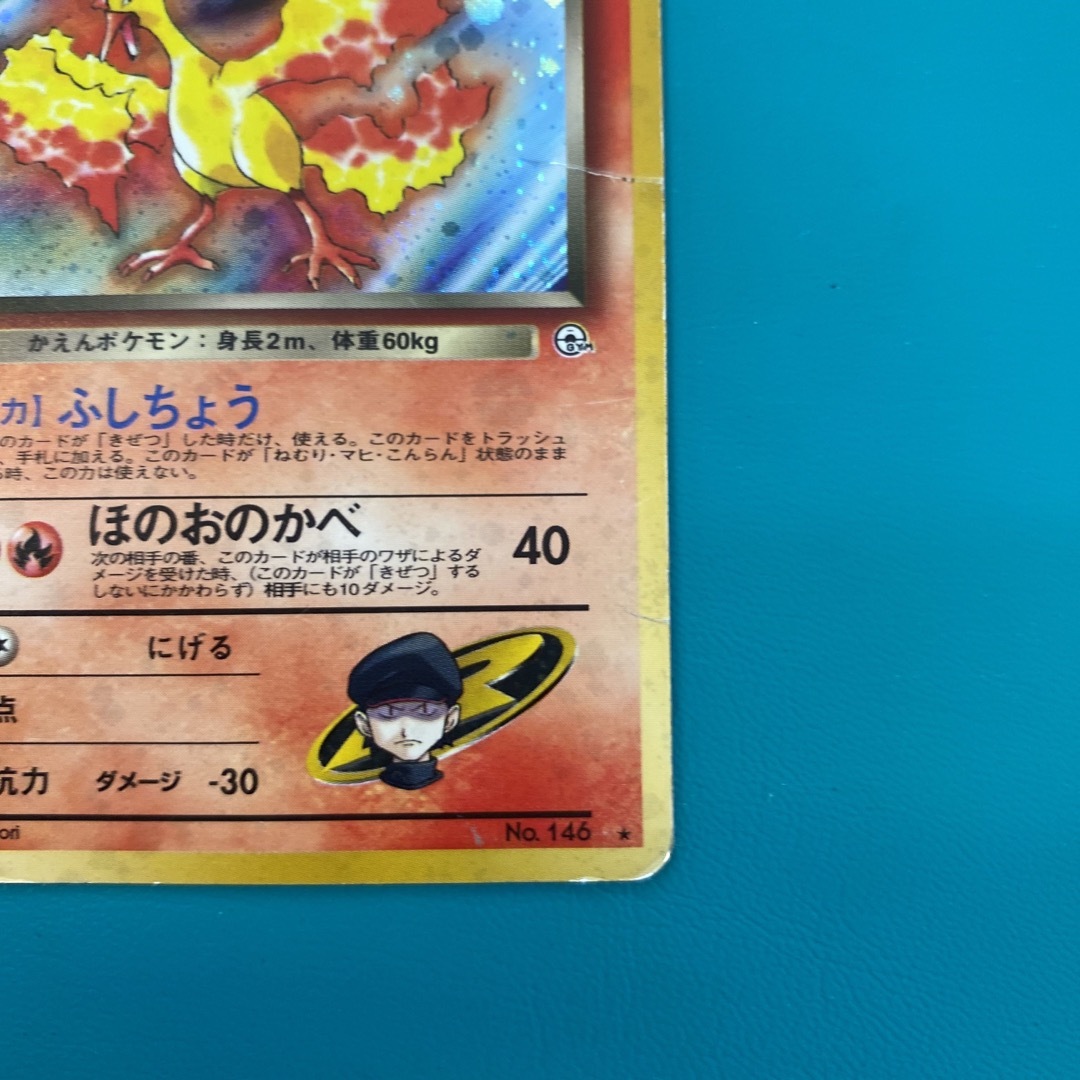 かえんポケモン：身長2m、体重60kg
GYM
力】ふしちょう
のカードが「きぜつ」した時だけ、使える。このカードをトラッシュ
、手札に加える。このカードが「ねむり・マヒ・こんらん」状態のまま
時、この力は使えない。
ほのおのかべ 40
次の相手の番、このカードが相手のワザによるダ
メージを受けた時、（このカードが「きぜつ」する
しないにかかわらず）相手にも10ダメージ。
にげる
点
抗力 ダメージ -30
ori No. 146 ★